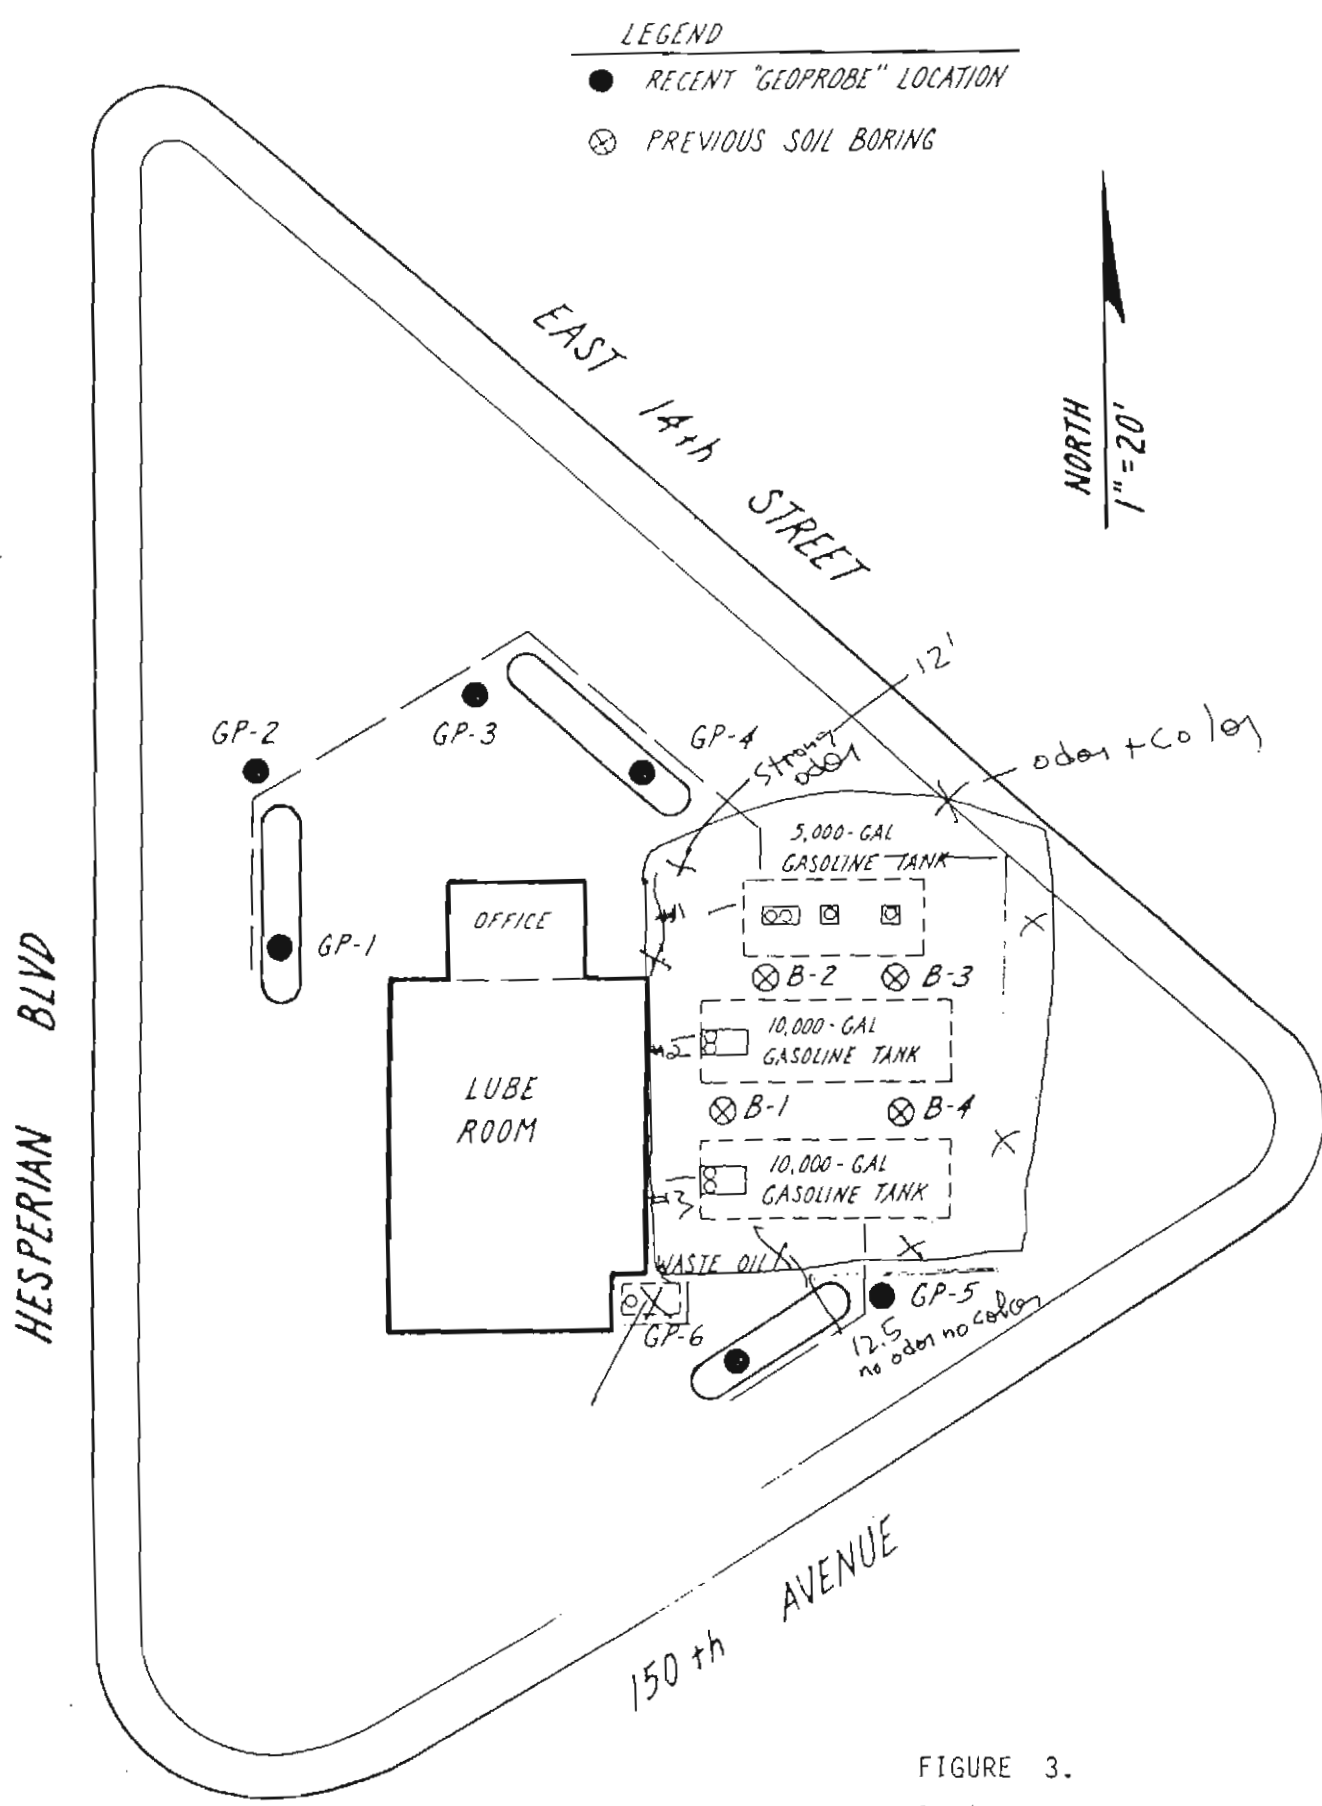 LEGEND
RECENT "GEOPROBE" LOCATION
PREVIOUS SOIL BORING
NORTH
1" = 20'
EAST 14th STREET
12'
GP-2
GP-3
GP-4
strong
odor
odor + color
5,000-GAL
GASOLINE TANK
#1
OFFICE
GP-1
B-2
B-3
10,000-GAL
GASOLINE TANK
#2
LUBE
ROOM
B-1
B-4
10,000-GAL
GASOLINE TANK
#3
HESPERIAN BLVD
WASTE OIL
GP-5
GP-6
12.5
no odor no color
150th AVENUE
FIGURE 3.